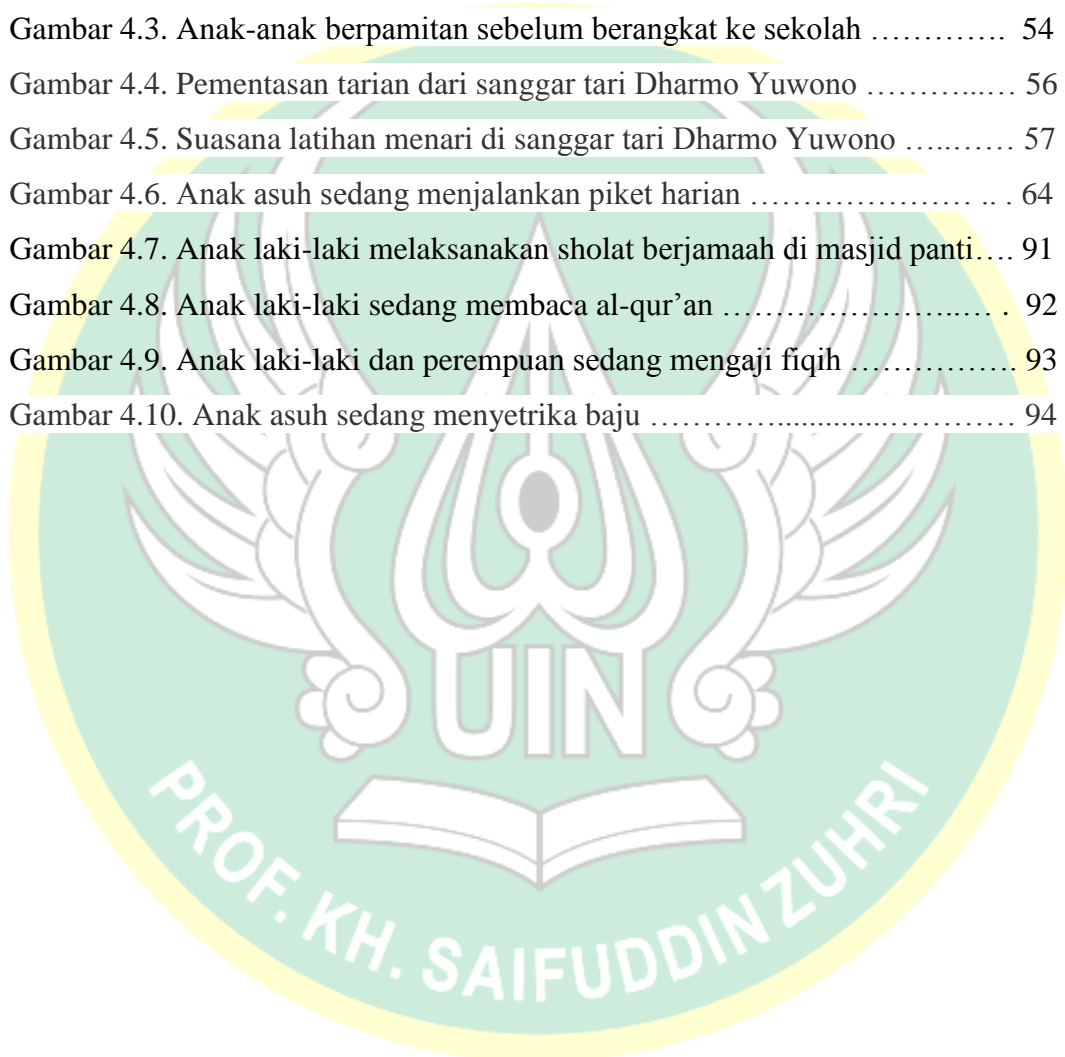 Gambar 4.3. Anak-anak berpamitan sebelum berangkat ke sekolah …………. 54
Gambar 4.4. Pementasan tarian dari sanggar tari Dharmo Yuwono ………...… 56
Gambar 4.5. Suasana latihan menari di sanggar tari Dharmo Yuwono …..…… 57
Gambar 4.6. Anak asuh sedang menjalankan piket harian ………………… .. . 64
Gambar 4.7. Anak laki-laki melaksanakan sholat berjamaah di masjid panti…. 91
Gambar 4.8. Anak laki-laki sedang membaca al-qur’an …………………..… . 92
Gambar 4.9. Anak laki-laki dan perempuan sedang mengaji fiqih ……………. 93
Gambar 4.10. Anak asuh sedang menyetrika baju ………….............………… 94
UIN
PROF. KH. SAIFUDDIN ZUHRI